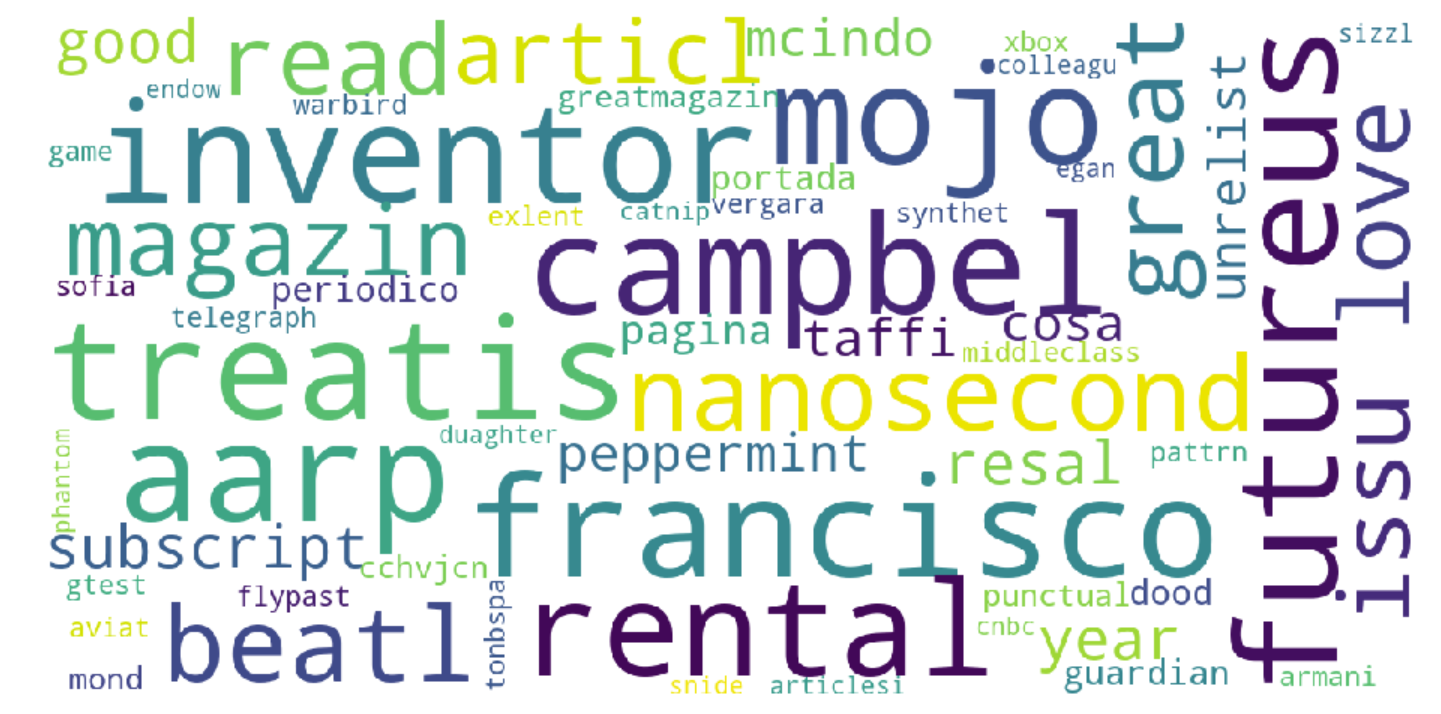 good
read
articl
mcindo
xbox
colleagu
great
sizzl
endow
warbird
greatmagazin
mojo
unrelist
futureus
issu love
game
inventor
egan
portada
magazin
exlent
catnip
vergara
synthet
campbel
sofia
periodico
telegraph
pagina
taffi
cosa
middleclass
treatis
nanosecond
duaghter
peppermint
resal
pattrn
phantom
aarp
francisco
subscript
cchvjcn
gtest
flypast
tonbspa
rental
punctual
dood
aviat
beatl
cnbc
year
mond
snide
articlesi
guardian
armani